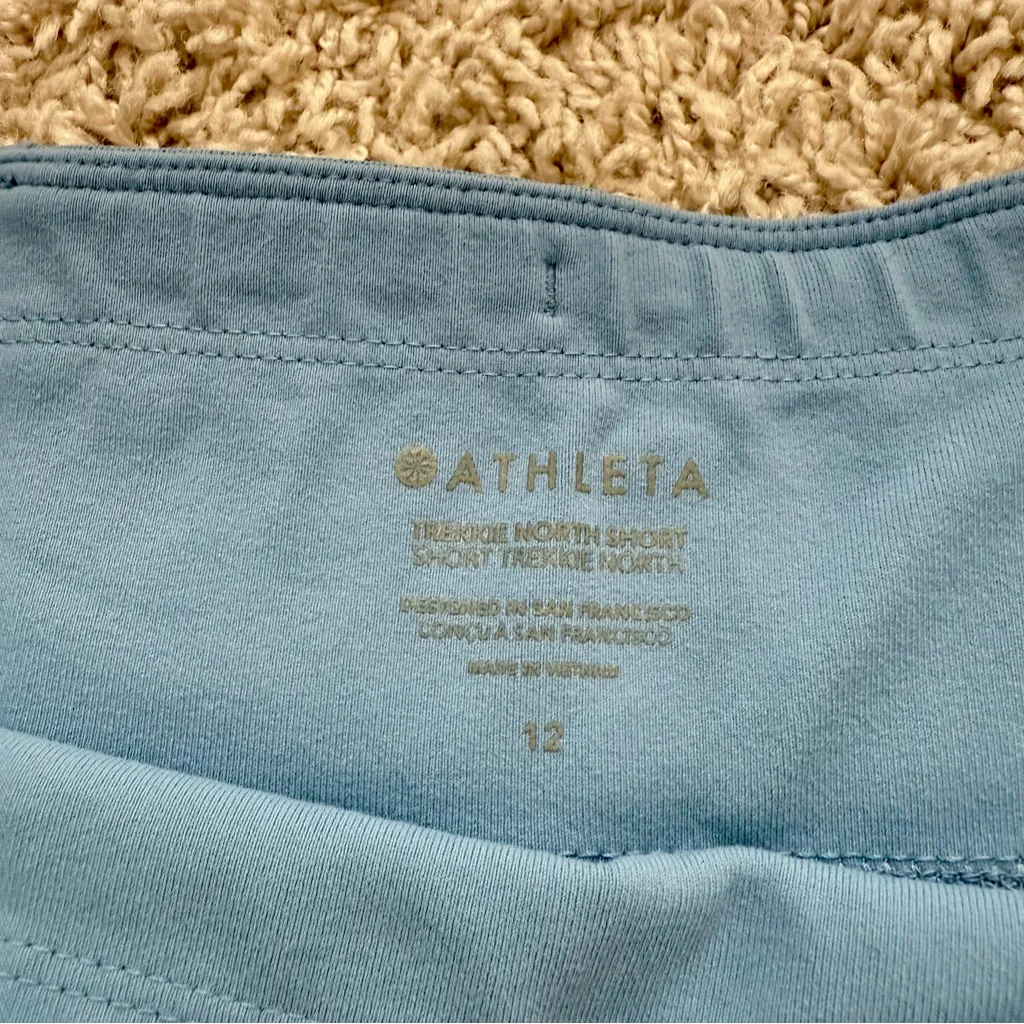 ATHLETA
TREKKIE NORTH SHORT
SHORT TREKKIE NORTH
DESIGNED IN SAN FRANCISCO
CONÇU A SAN FRANCISCO
MADE IN VIETNAM
12